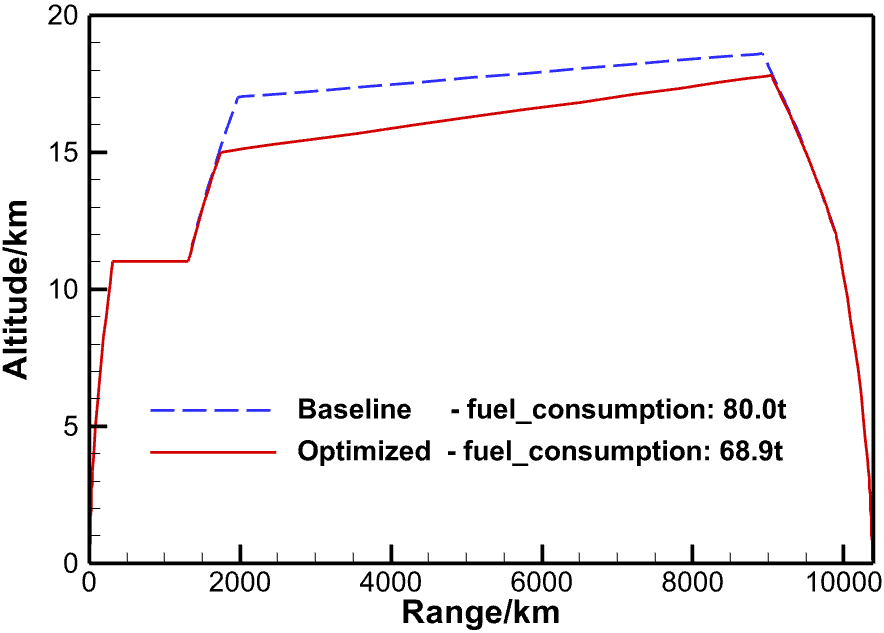 20
15
10
5
0
Altitude/km
Baseline - fuel_consumption: 80.0t
Optimized - fuel_consumption: 68.9t
0 2000 4000 6000 8000 10000
Range/km